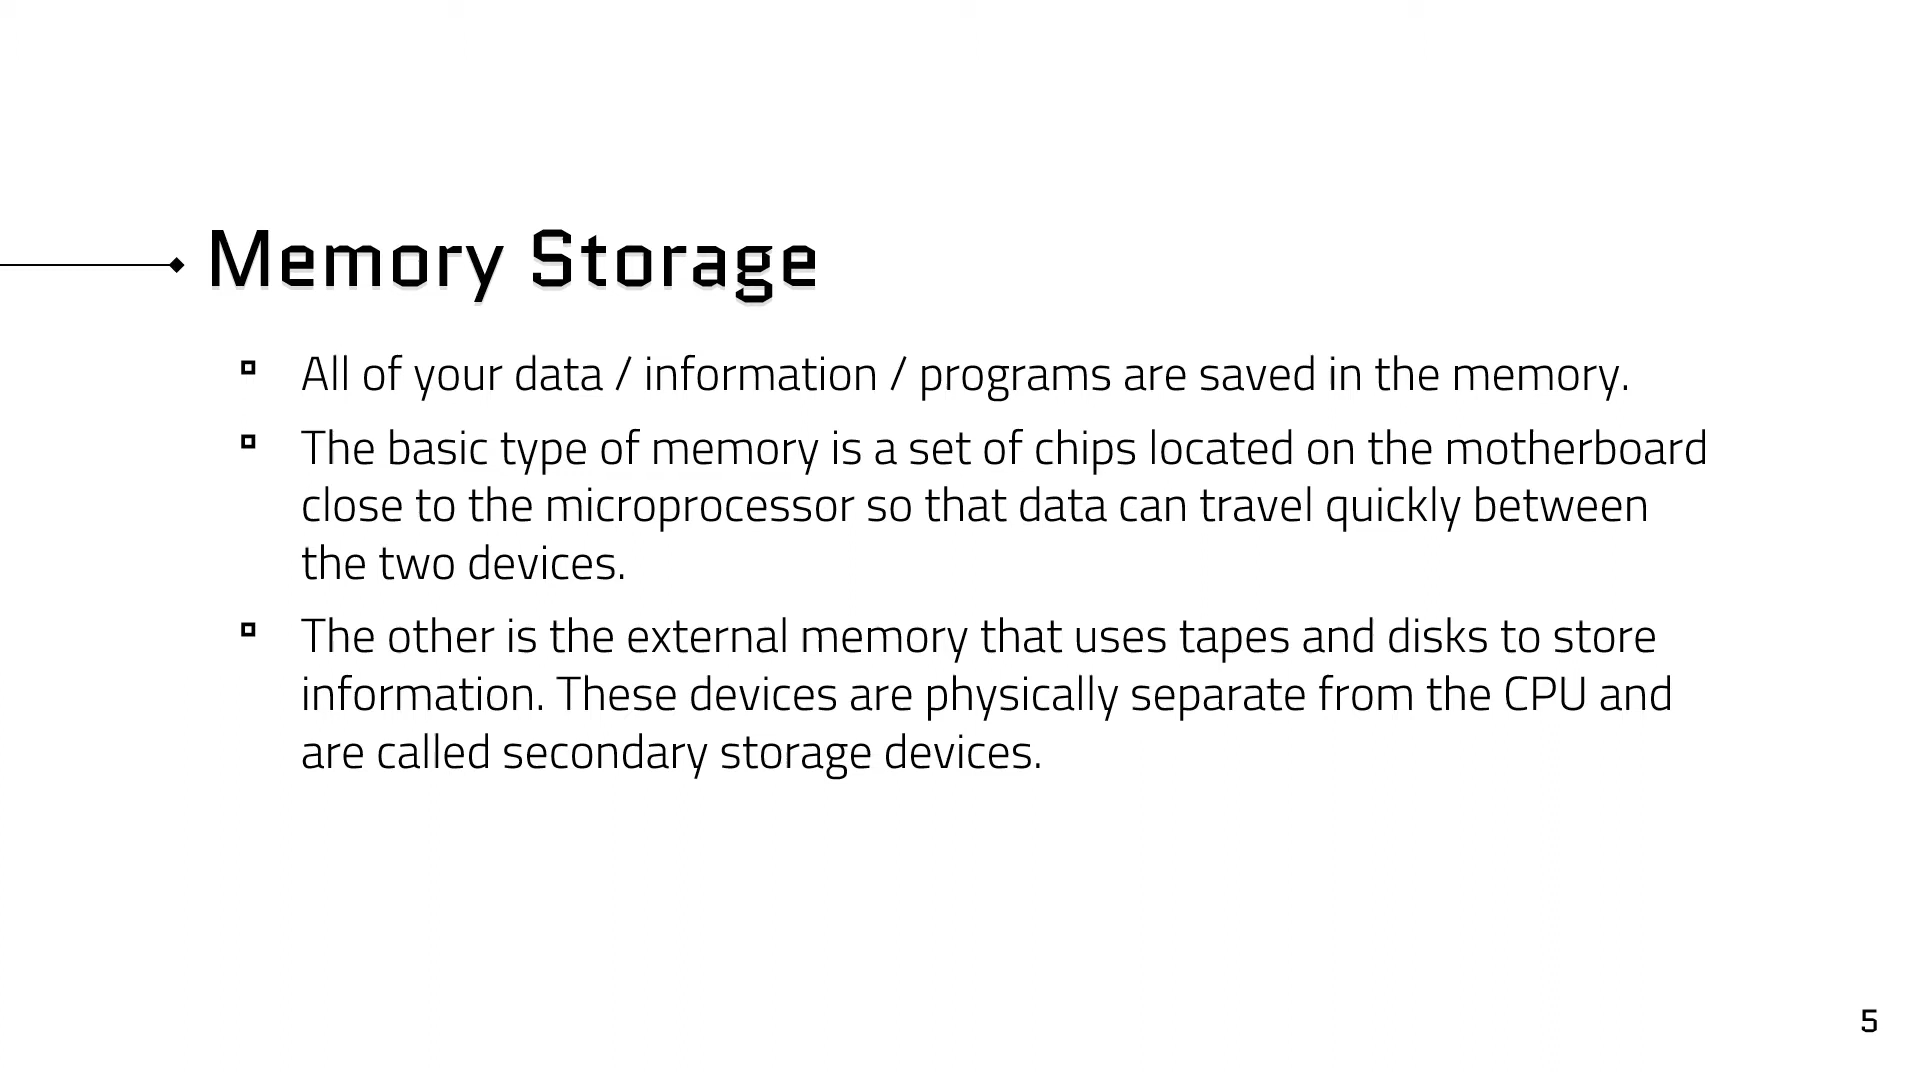 Memory Storage
All of your data / information / programs are saved in the memory.
The basic type of memory is a set of chips located on the motherboard
close to the microprocessor so that data can travel quickly between
the two devices.
The other is the external memory that uses tapes and disks to store
information. These devices are physically separate from the CPU and
are called secondary storage devices.
5